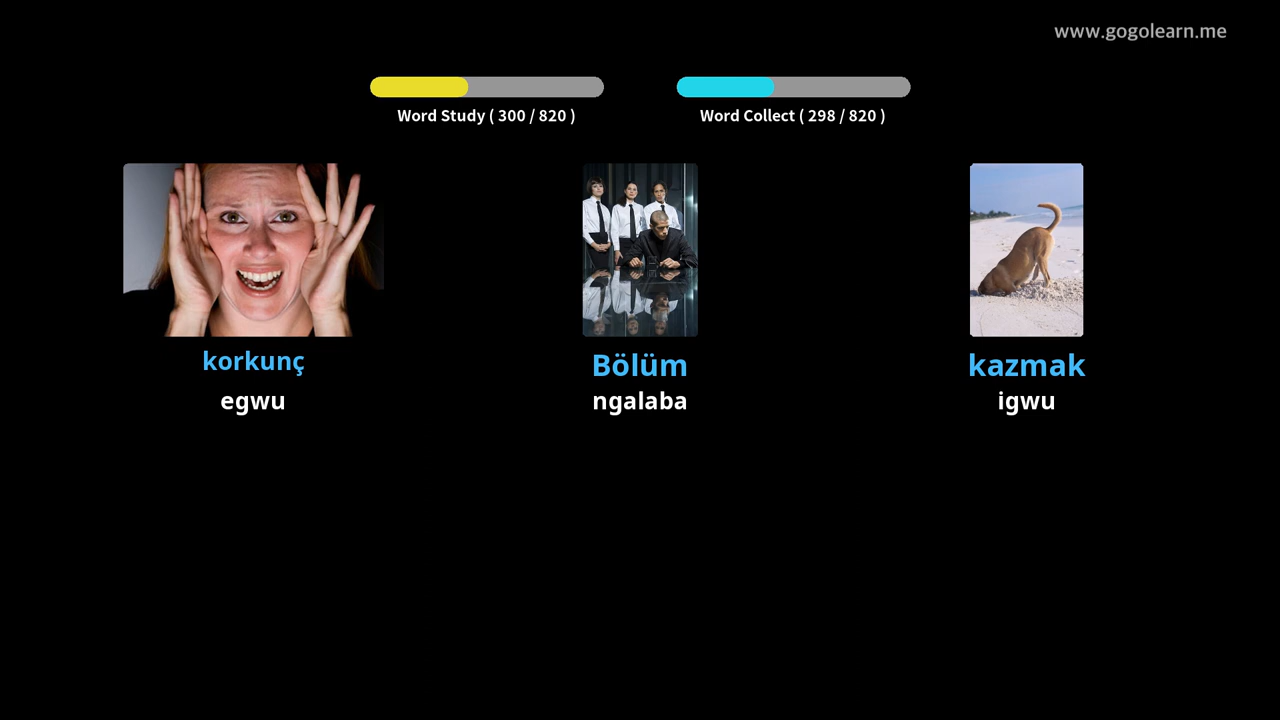 www.gogolearn.me
Word Study ( 300 / 820 )
Word Collect ( 298 / 820 )
korkunç
egwu
Bölüm
ngalaba
kazmak
igwu